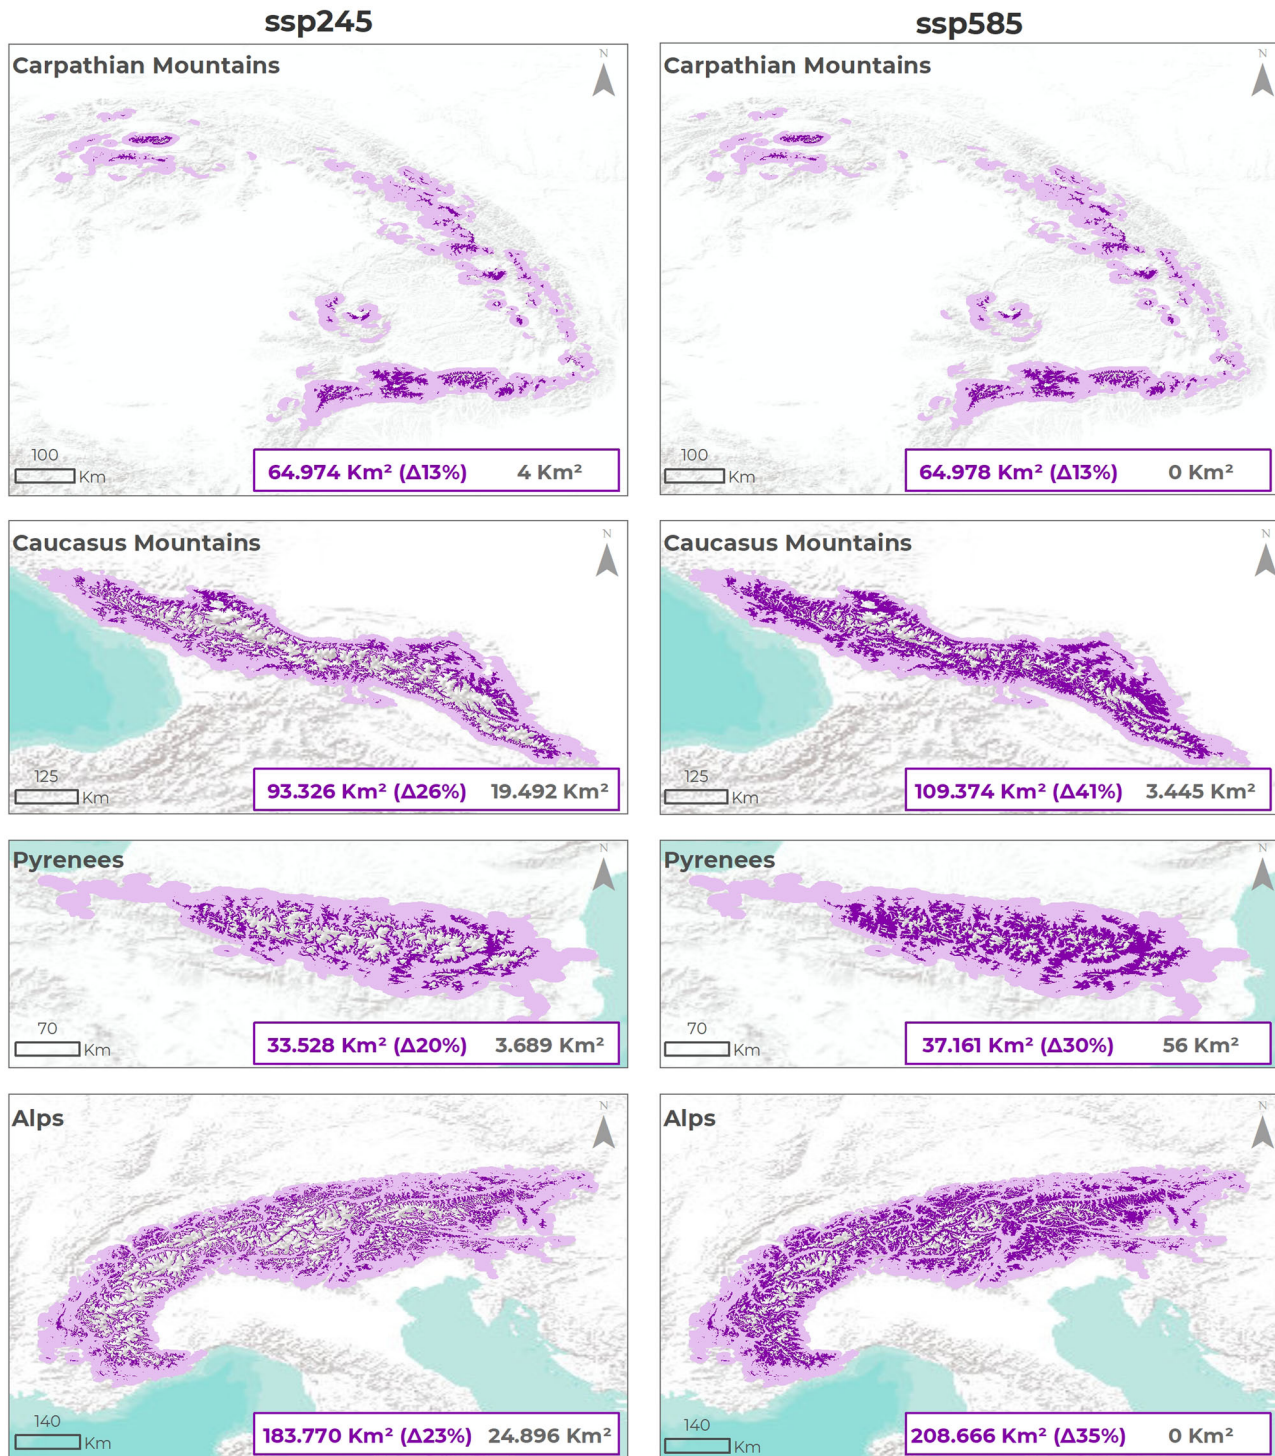 ssp245
ssp585
Carpathian Mountains
N
100
Km
64.974 Km² (Δ13%) 4 Km²
Carpathian Mountains
N
100
Km
64.978 Km² (Δ13%) 0 Km²
Caucasus Mountains
N
125
Km
93.326 Km² (Δ26%) 19.492 Km²
Caucasus Mountains
N
125
Km
109.374 Km² (Δ41%) 3.445 Km²
Pyrenees
N
70
Km
33.528 Km² (Δ20%) 3.689 Km²
Pyrenees
N
70
Km
37.161 Km² (Δ30%) 56 Km²
Alps
N
140
Km
183.770 Km² (Δ23%) 24.896 Km²
Alps
N
140
Km
208.666 Km² (Δ35%) 0 Km²